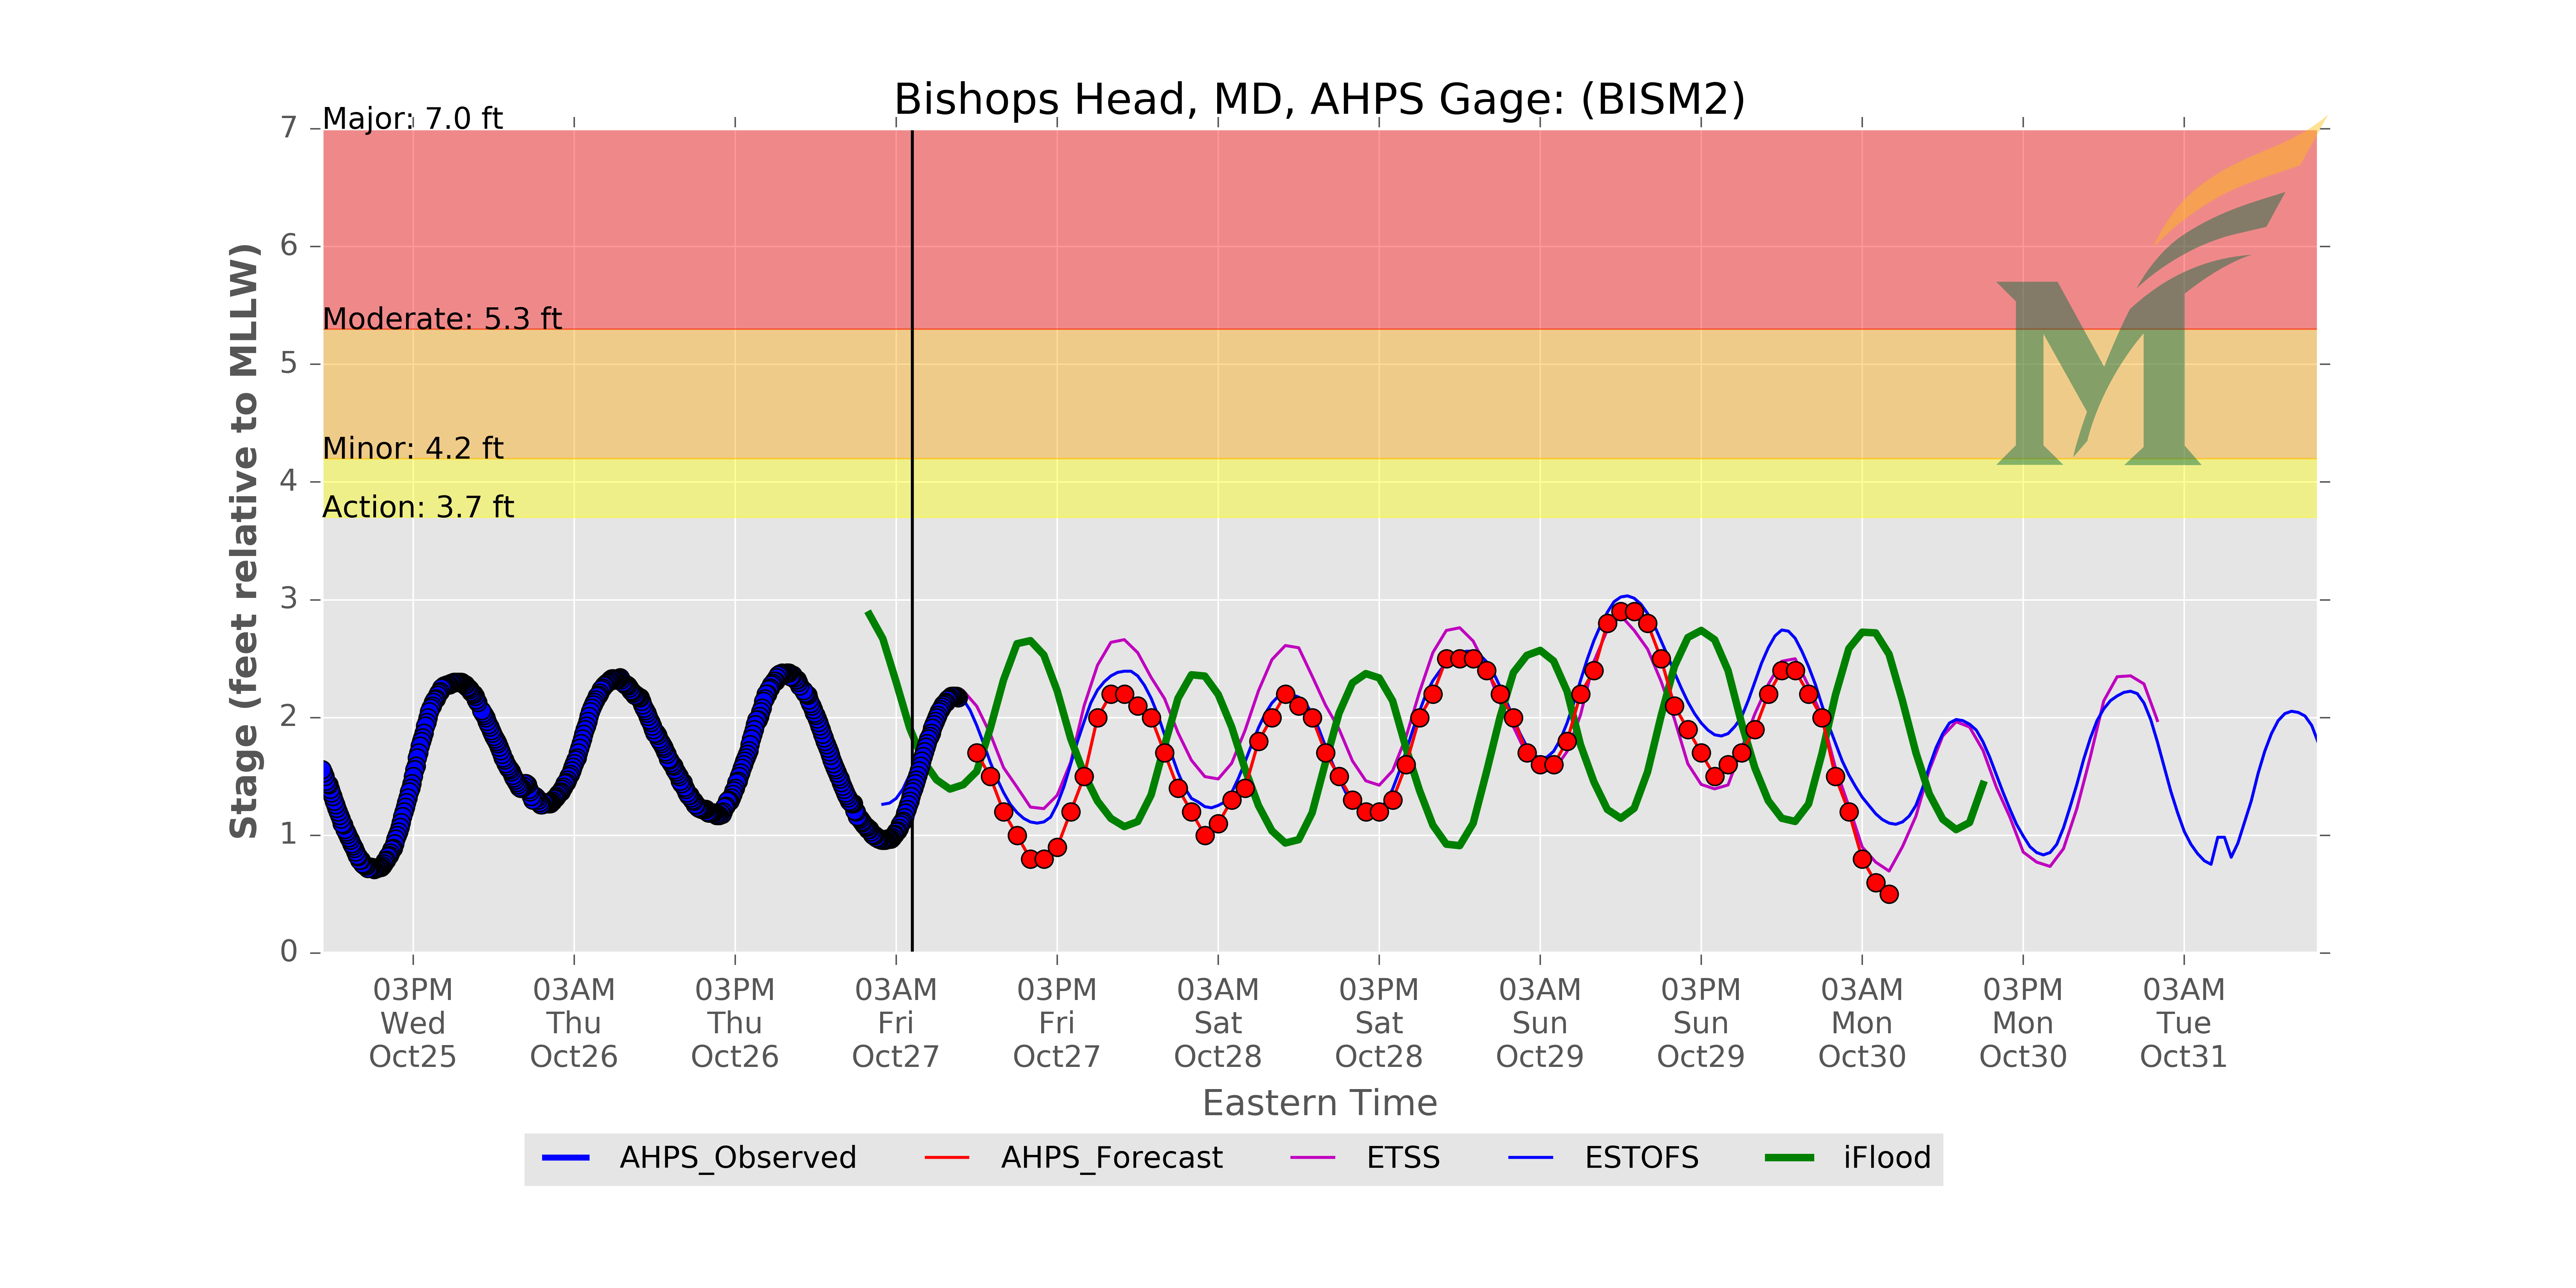 Bishops Head, MD, AHPS Gage: (BISM2)
Major: 7.0 ft
Moderate: 5.3 ft
Minor: 4.2 ft
Action: 3.7 ft
Stage (feet relative to MLLW)
7
6
5
4
3
2
1
0
03PM Wed Oct25
03AM Thu Oct26
03PM Thu Oct26
03AM Fri Oct27
03PM Fri Oct27
03AM Sat Oct28
03PM Sat Oct28
03AM Sun Oct29
03PM Sun Oct29
03AM Mon Oct30
03PM Mon Oct30
03AM Tue Oct31
Eastern Time
AHPS_Observed AHPS_Forecast ETSS ESTOFS iFlood
M